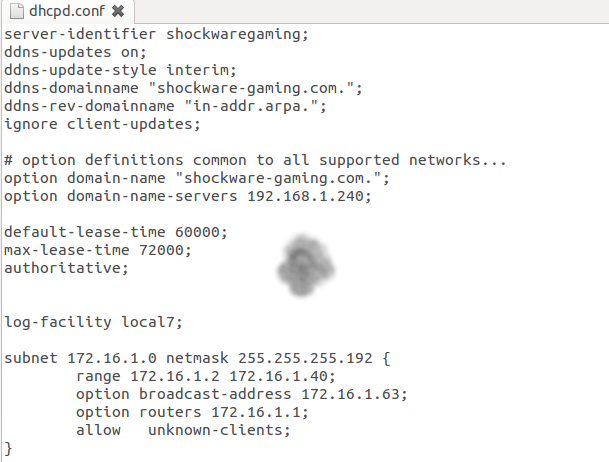 dhcpd.conf
server-identifier shockwaregaming;
ddns-updates on;
ddns-update-style interim;
ddns-domainname "shockware-gaming.com.";
ddns-rev-domainname "in-addr.arpa.";
ignore client-updates;
# option definitions common to all supported networks...
option domain-name "shockware-gaming.com.";
option domain-name-servers 192.168.1.240;
default-lease-time 60000;
max-lease-time 72000;
authoritative;
log-facility local7;
subnet 172.16.1.0 netmask 255.255.255.192 {
        range 172.16.1.2 172.16.1.40;
        option broadcast-address 172.16.1.63;
        option routers 172.16.1.1;
        allow   unknown-clients;
}